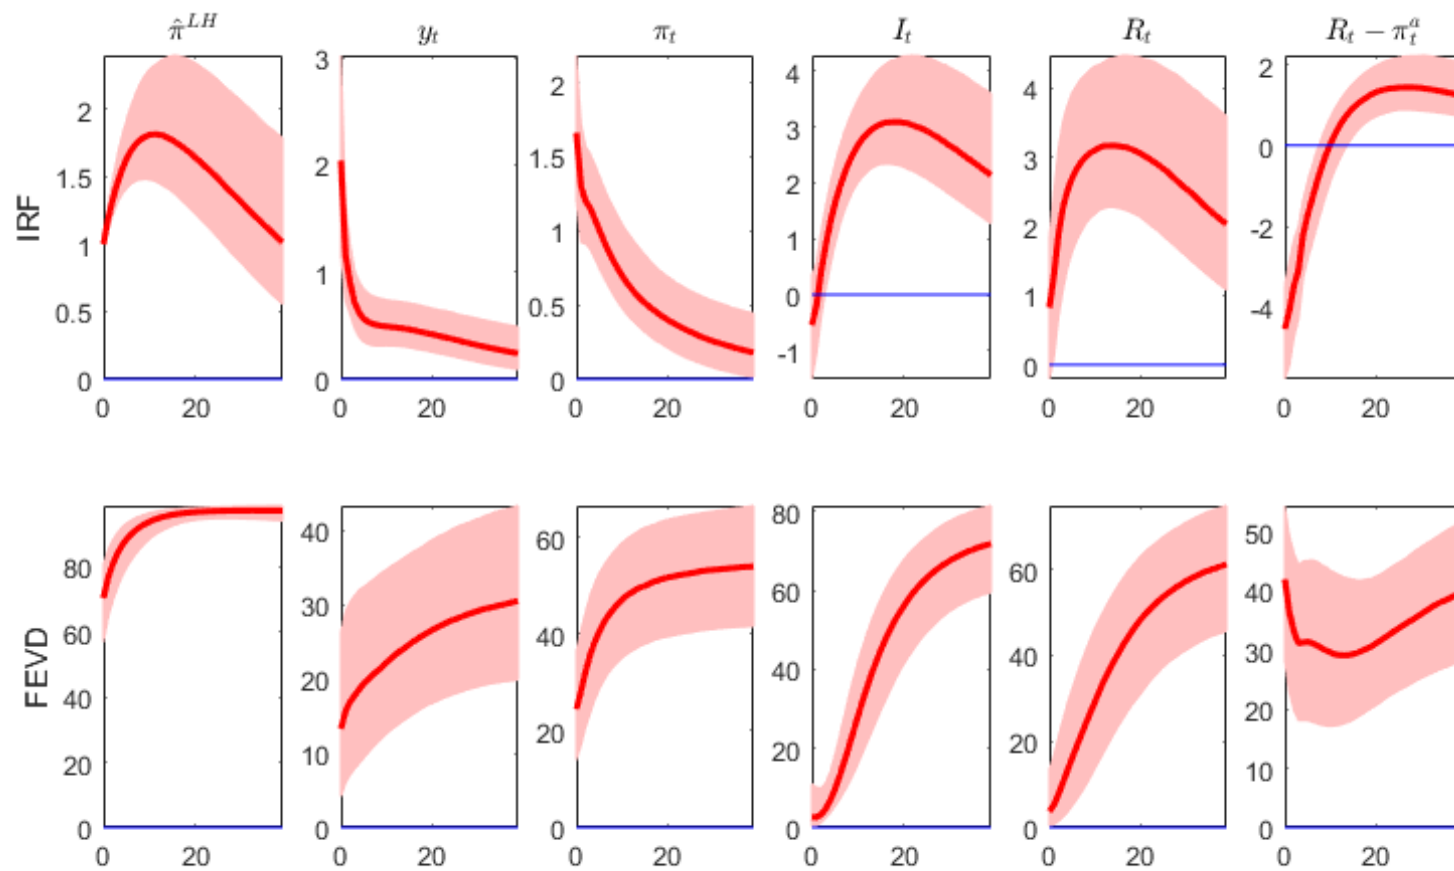 π̂^{LH} y_t π_t I_t R_t R_t − π_t^a
IRF
2 1.5 1 0.5 0
3 2 1 0
2 1.5 1 0.5 0
4 3 2 1 0 -1
4 3 2 1 0
2 0 -2 -4
0 20 0 20 0 20 0 20 0 20 0 20
FEVD
80 60 40 20 0
40 30 20 10 0
60 40 20 0
80 60 40 20 0
60 40 20 0
50 40 30 20 10 0
0 20 0 20 0 20 0 20 0 20 0 20